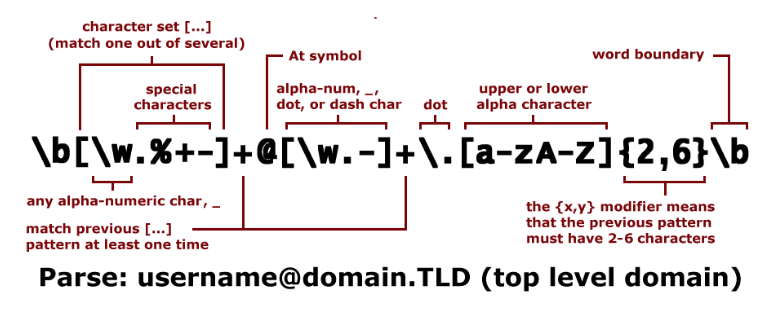 character set [...]
(match one out of several)
At symbol
word boundary
special
characters
alpha-num, _,
dot, or dash char
dot
upper or lower
alpha character
\b[\w.%+-]+@[\w.-]+\.[a-zA-Z]{2,6}\b
any alpha-numeric char, _
match previous [...]
pattern at least one time
the {x,y} modifier means
that the previous pattern
must have 2-6 characters
Parse: username@domain.TLD (top level domain)